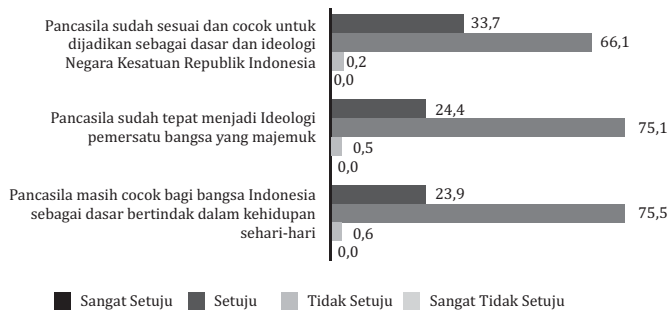 Pancasila sudah sesuai dan cocok untuk
dijadikan sebagai dasar dan ideologi
Negara Kesatuan Republik Indonesia
33,7
66,1
0,2
0,0
Pancasila sudah tepat menjadi Ideologi
pemersatu bangsa yang majemuk
24,4
75,1
0,5
0,0
Pancasila masih cocok bagi bangsa Indonesia
sebagai dasar bertindak dalam kehidupan
sehari-hari
23,9
75,5
0,6
0,0
Sangat Setuju Setuju Tidak Setuju Sangat Tidak Setuju